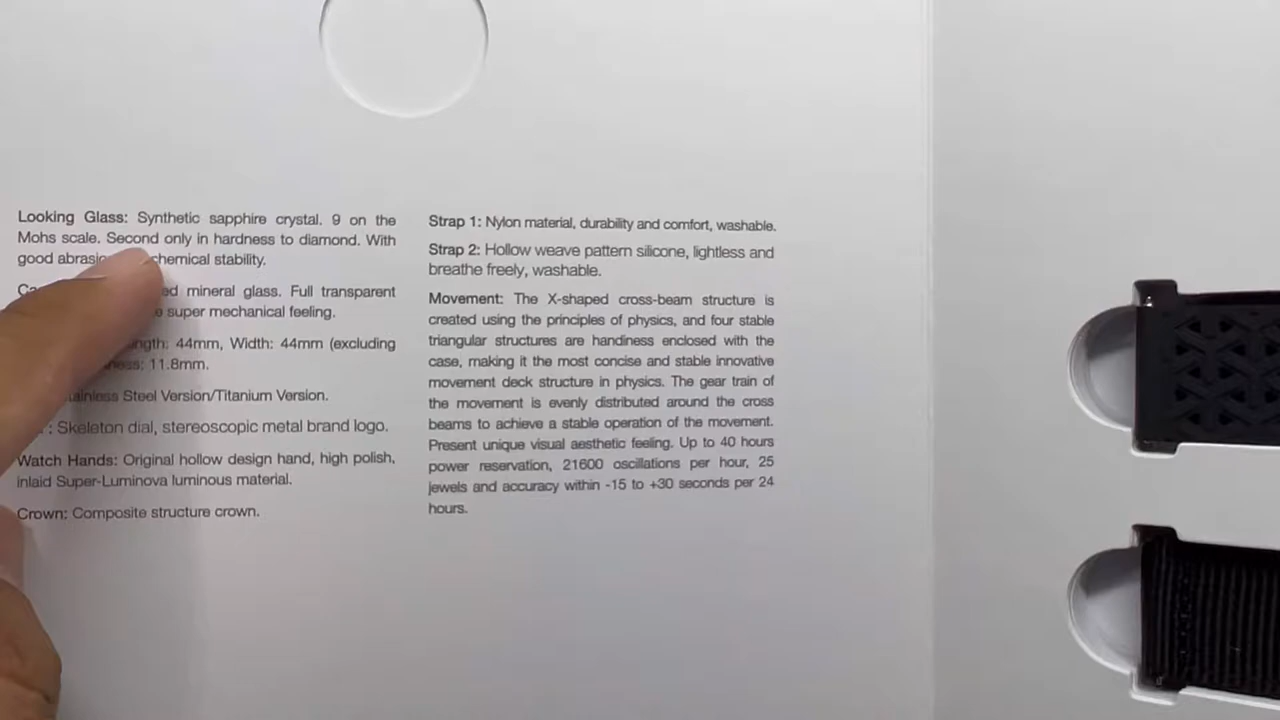 Looking Glass: Synthetic sapphire crystal. 9 on the
Mohs scale. Second only in hardness to diamond. With
good chemical stability.
mineral glass. Full transparent
super mechanical feeling.
44mm, Width: 44mm (excluding
11.8mm.
Steel Version/Titanium Version.
: Skeleton dial, stereoscopic metal brand logo.
Watch Hands: Original hollow design hand, high polish,
inlaid Super-Luminova luminous material.
Crown: Composite structure crown.
Strap 1: Nylon material, durability and comfort, washable.
Strap 2: Hollow weave pattern silicone, lightless and
breathe freely, washable.
Movement: The X-shaped cross-beam structure is
created using the principles of physics, and four stable
triangular structures are handiness enclosed with the
case, making it the most concise and stable innovative
movement deck structure in physics. The gear train of
the movement is evenly distributed around the cross
beams to achieve a stable operation of the movement.
Present unique visual aesthetic feeling. Up to 40 hours
power reservation, 21600 oscillations per hour, 25
jewels and accuracy within -15 to +30 seconds per 24
hours.